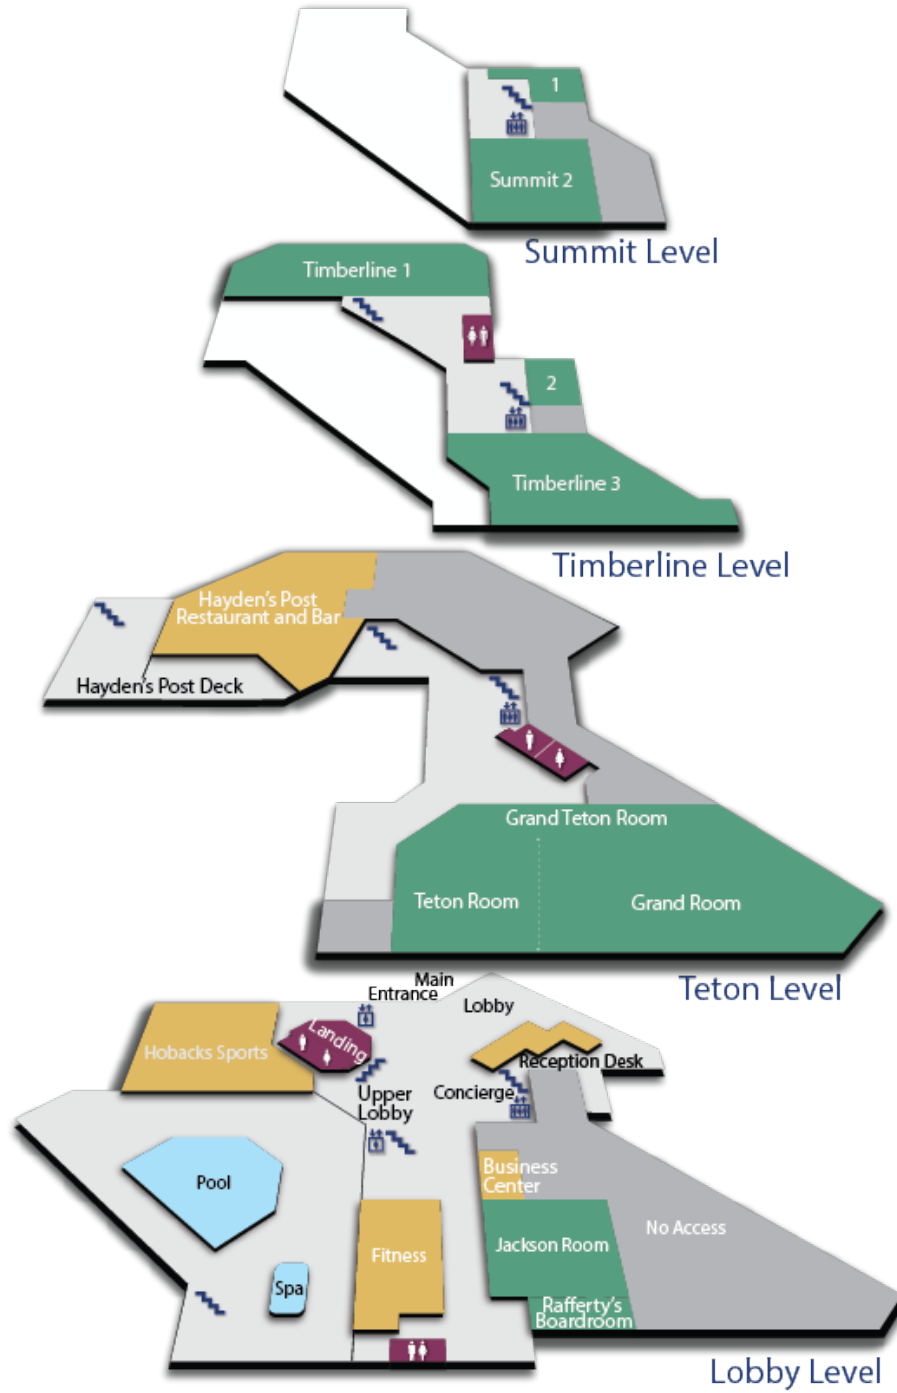 1
Summit 2
Summit Level
Timberline 1
2
Timberline 3
Timberline Level
Hayden's Post
Restaurant and Bar
Hayden's Post Deck
Grand Teton Room
Teton Room
Grand Room
Teton Level
Main
Entrance
Lobby
Landing
Hobacks Sports
Reception Desk
Upper
Lobby
Concierge
Business
Center
Pool
No Access
Jackson Room
Fitness
Spa
Rafferty's
Boardroom
Lobby Level